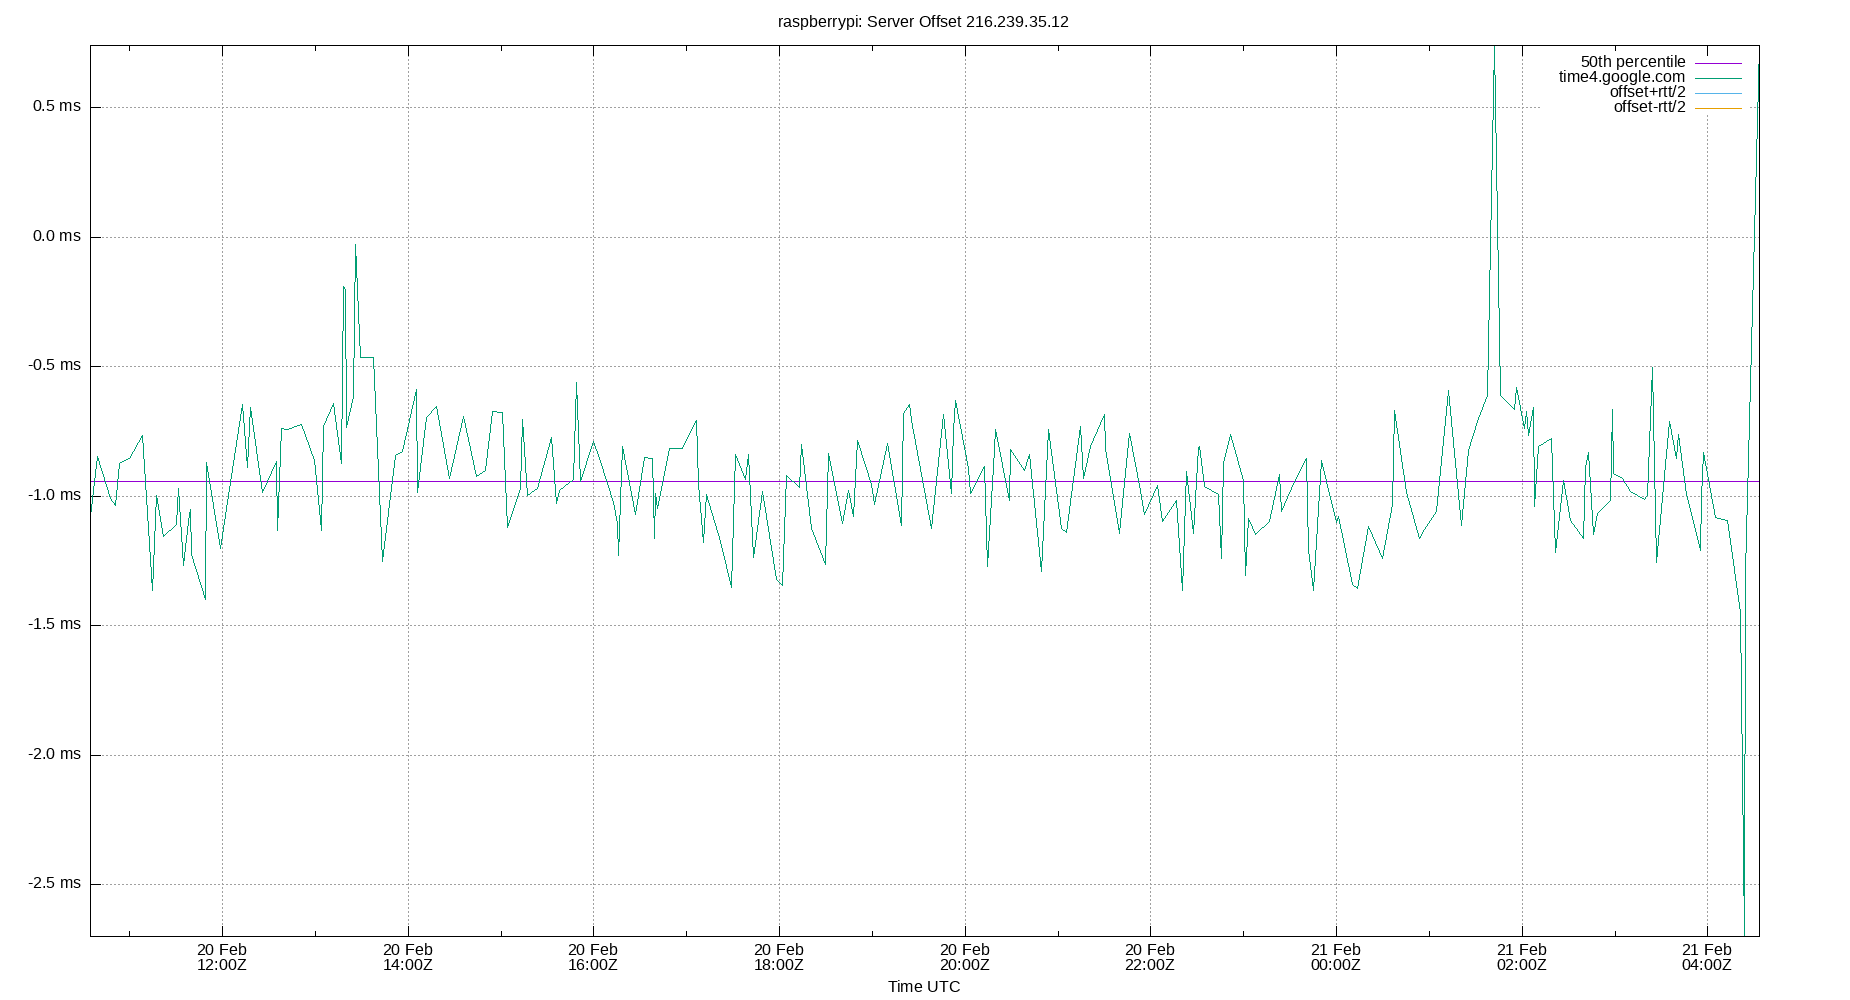 raspberrypi: Server Offset 216.239.35.12
50th percentile
time4.google.com
offset+rtt/2
offset-rtt/2
0.5 ms
0.0 ms
-0.5 ms
-1.0 ms
-1.5 ms
-2.0 ms
-2.5 ms
20 Feb 20 Feb 20 Feb 20 Feb 20 Feb 20 Feb 21 Feb 21 Feb 21 Feb
12:00Z 14:00Z 16:00Z 18:00Z 20:00Z 22:00Z 00:00Z 02:00Z 04:00Z
Time UTC